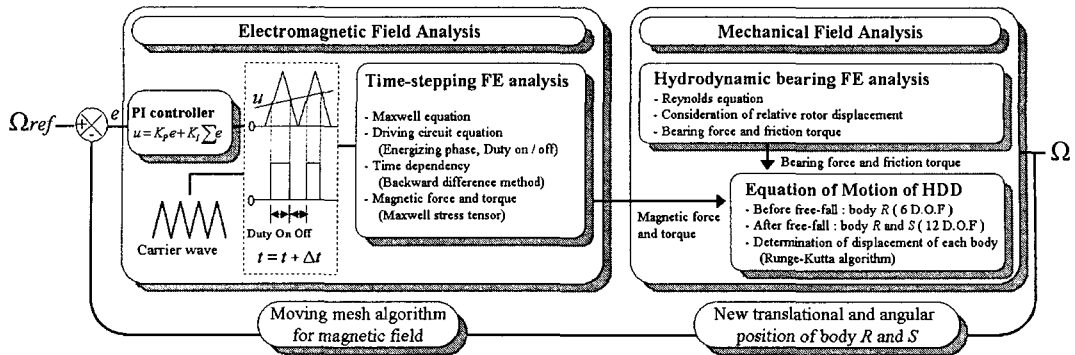 Electromagnetic Field Analysis
Mechanical Field Analysis
Ωref
+
-
e
PI controller
u = K_P e + K_I ∑ e
u
0
0
Duty On Off
t = t + Δt
Carrier wave
Time-stepping FE analysis
- Maxwell equation
- Driving circuit equation
(Energizing phase, Duty on / off)
- Time dependency
(Backward difference method)
- Magnetic force and torque
(Maxwell stress tensor)
Magnetic force
and torque
Hydrodynamic bearing FE analysis
- Reynolds equation
- Consideration of relative rotor displacement
- Bearing force and friction torque
Bearing force and friction torque
Ω
Equation of Motion of HDD
- Before free-fall : body R ( 6 D.O.F )
- After free-fall : body R and S ( 12 D.O.F )
- Determination of displacement of each body
(Runge-Kutta algorithm)
Moving mesh algorithm
for magnetic field
New translational and angular
position of body R and S